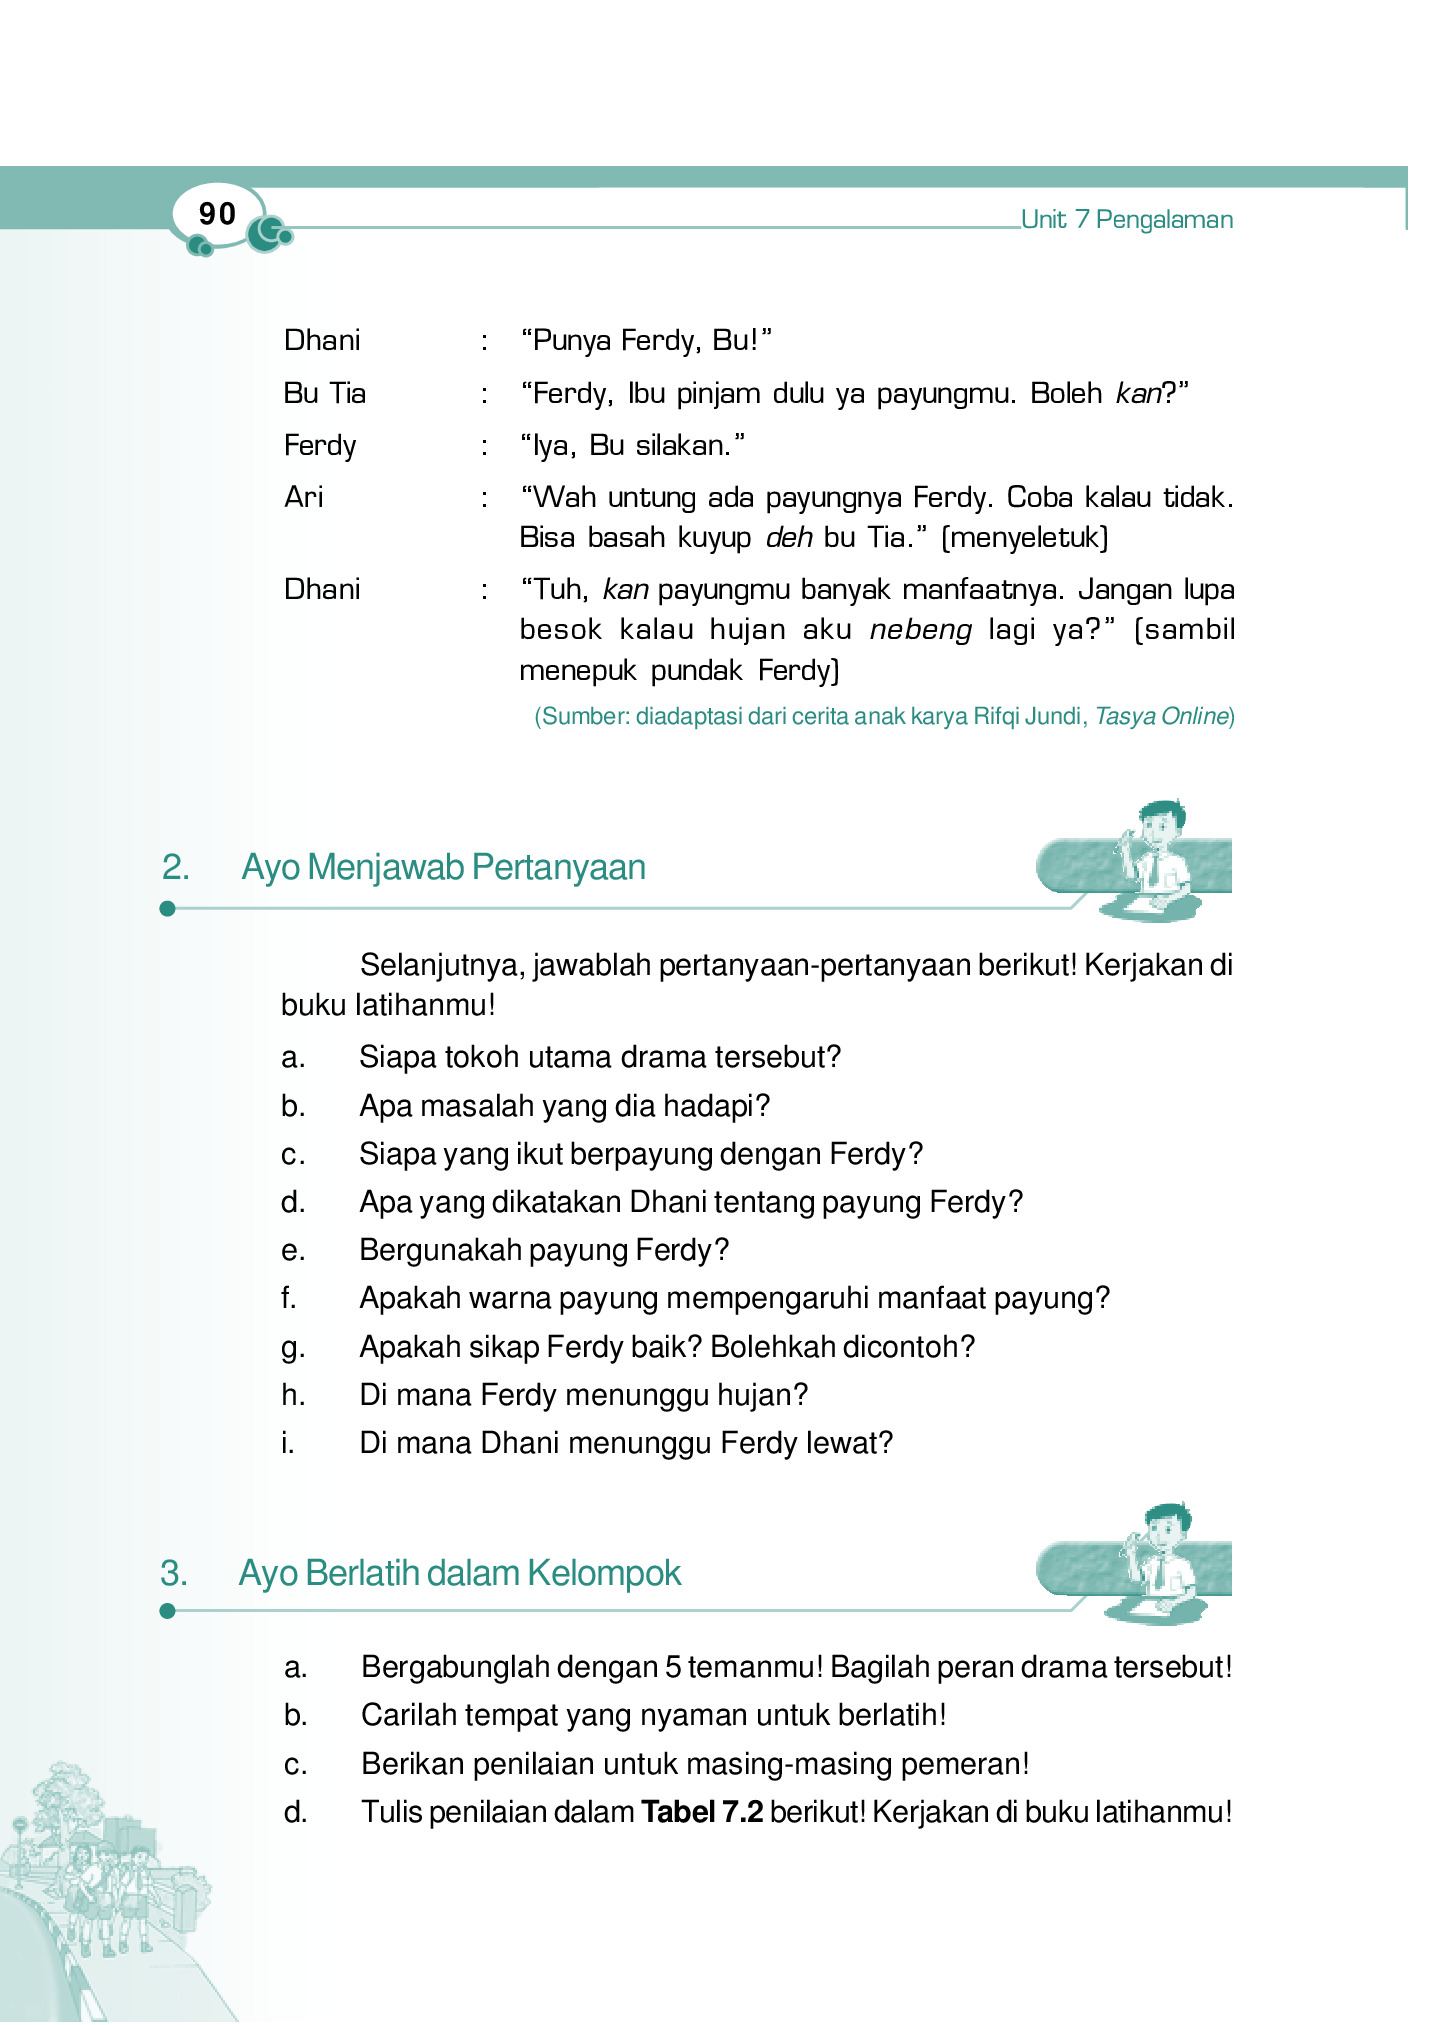 90
Unit 7 Pengalaman
Dhani : “Punya Ferdy, Bu!”
Bu Tia : “Ferdy, Ibu pinjam dulu ya payungmu. Boleh kan?”
Ferdy : “Iya, Bu silakan.”
Ari : “Wah untung ada payungnya Ferdy. Coba kalau tidak.
Bisa basah kuyup deh bu Tia.” (menyeletuk)
Dhani : “Tuh, kan payungmu banyak manfaatnya. Jangan lupa
besok kalau hujan aku nebeng lagi ya?” (sambil
menepuk pundak Ferdy)
(Sumber: diadaptasi dari cerita anak karya Rifqi Jundi, Tasya Online)
2. Ayo Menjawab Pertanyaan
Selanjutnya, jawablah pertanyaan-pertanyaan berikut! Kerjakan di
buku latihanmu!
a. Siapa tokoh utama drama tersebut?
b. Apa masalah yang dia hadapi?
c. Siapa yang ikut berpayung dengan Ferdy?
d. Apa yang dikatakan Dhani tentang payung Ferdy?
e. Bergunakah payung Ferdy?
f. Apakah warna payung mempengaruhi manfaat payung?
g. Apakah sikap Ferdy baik? Bolehkah dicontoh?
h. Di mana Ferdy menunggu hujan?
i. Di mana Dhani menunggu Ferdy lewat?
3. Ayo Berlatih dalam Kelompok
a. Bergabunglah dengan 5 temanmu! Bagilah peran drama tersebut!
b. Carilah tempat yang nyaman untuk berlatih!
c. Berikan penilaian untuk masing-masing pemeran!
d. Tulis penilaian dalam Tabel 7.2 berikut! Kerjakan di buku latihanmu!